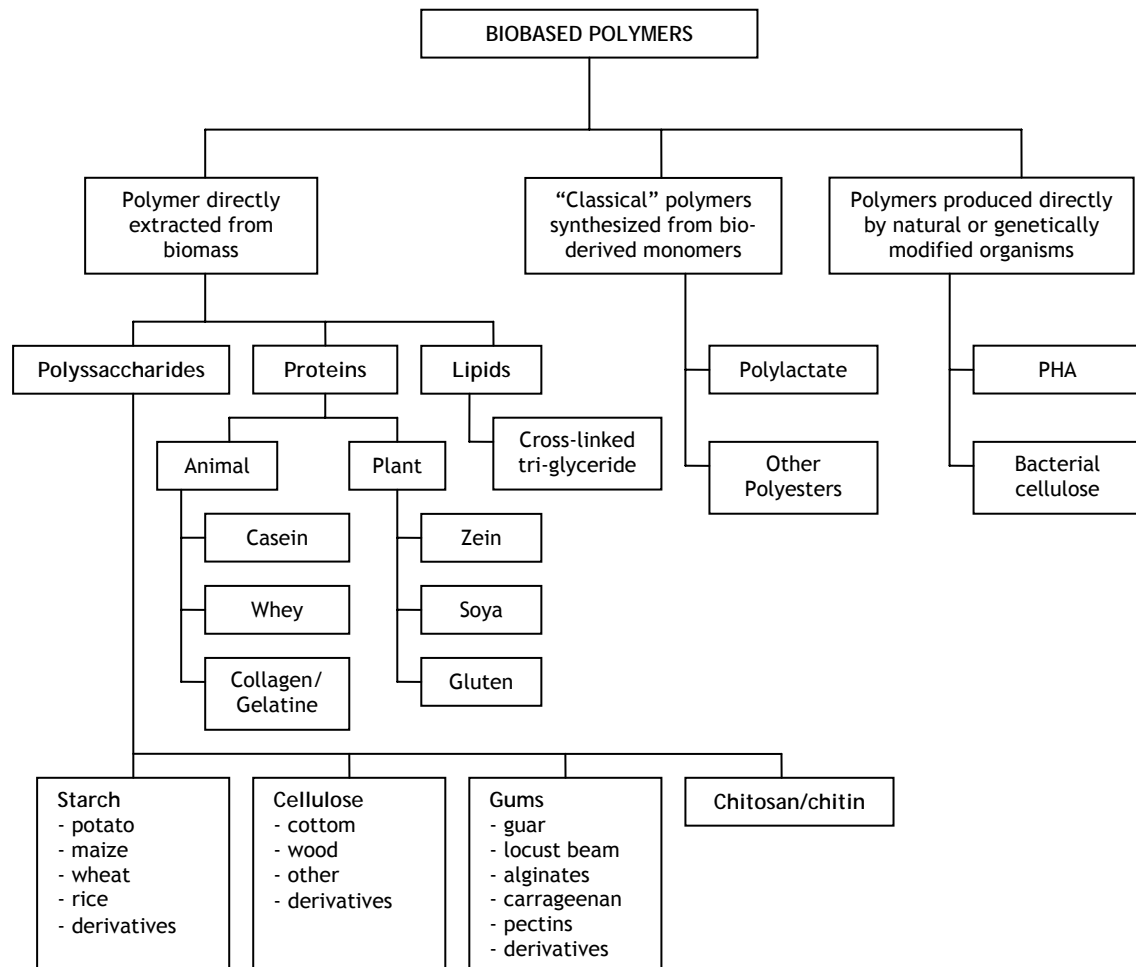 BIOBASED POLYMERS
Polymer directly
extracted from
biomass
“Classical” polymers
synthesized from bio-
derived monomers
Polymers produced directly
by natural or genetically
modified organisms
Polyssaccharides
Proteins
Lipids
Polylactate
PHA
Animal
Plant
Cross-linked
tri-glyceride
Other
Polyesters
Bacterial
cellulose
Casein
Zein
Whey
Soya
Collagen/
Gelatine
Gluten
Starch
- potato
- maize
- wheat
- rice
- derivatives
Cellulose
- cottom
- wood
- other
- derivatives
Gums
- guar
- locust beam
- alginates
- carrageenan
- pectins
- derivatives
Chitosan/chitin